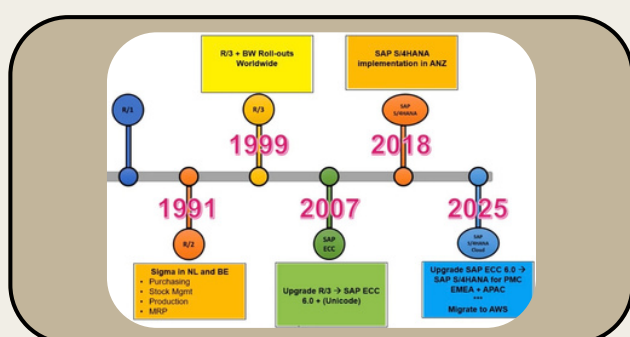 R/3 + BW Roll-outs
Worldwide
SAP S/4HANA
implementation in ANZ
R/1
R/3
SAP
S/4HANA
1999
2018
1991
2007
2025
R/2
SAP
ECC
SAP
S/4HANA
Cloud
Sigma in NL and BE
• Purchasing
• Stock Mgmt
• Production
• MRP
Upgrade R/3 → SAP ECC
6.0 + (Unicode)
Upgrade SAP ECC 6.0 →
SAP S/4HANA for PMC
EMEA + APAC
***
Migrate to AWS